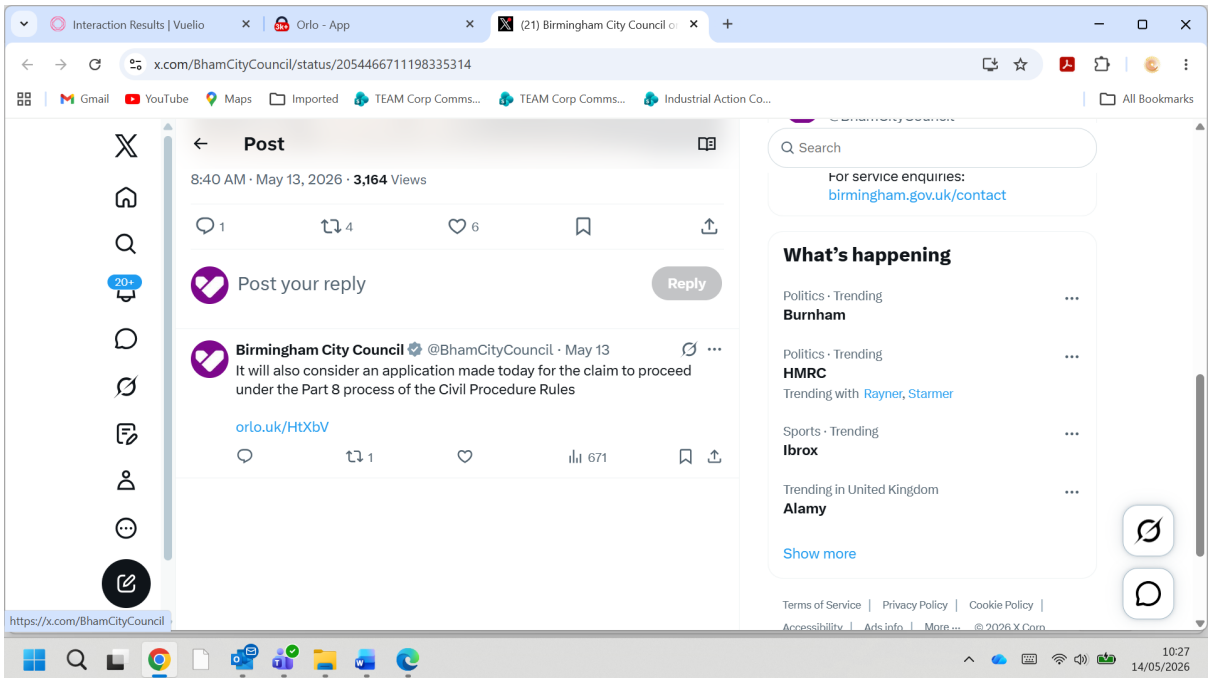 Interaction Results | Vuelio
Orlo - App
(21) Birmingham City Council on
x.com/BhamCityCouncil/status/2054466711198335314
Gmail
YouTube
Maps
Imported
TEAM Corp Comms...
TEAM Corp Comms...
Industrial Action Co...
All Bookmarks
Post
8:40 AM · May 13, 2026 · 3,164 Views
1
4
6
Post your reply
Reply
20+
Birmingham City Council @BhamCityCouncil · May 13
It will also consider an application made today for the claim to proceed
under the Part 8 process of the Civil Procedure Rules
orlo.uk/HtXbV
1
671
@BhamCityCouncil
Search
For service enquiries:
birmingham.gov.uk/contact
What's happening
Politics · Trending
Burnham
Politics · Trending
HMRC
Trending with Rayner, Starmer
Sports · Trending
Ibrox
Trending in United Kingdom
Alamy
Show more
Terms of Service | Privacy Policy | Cookie Policy |
Accessibility | Ads info | More ... © 2026 X Corp
https://x.com/BhamCityCouncil
10:27
14/05/2026